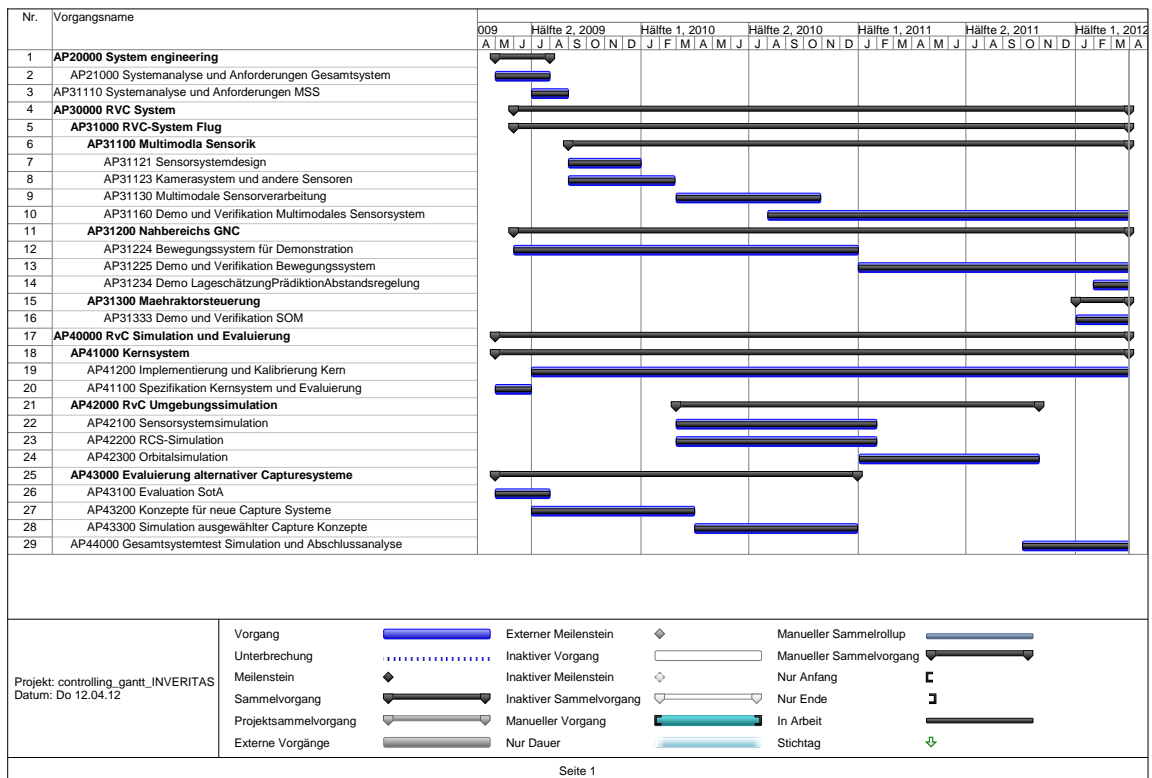 Nr. Vorgangsname
009 Hälfte 2, 2009 Hälfte 1, 2010 Hälfte 2, 2010 Hälfte 1, 2011 Hälfte 2, 2011 Hälfte 1, 2012
A M J J A S O N D J F M A M J J A S O N D J F M A M J J A S O N D J F M A
1 AP20000 System engineering
2 AP21000 Systemanalyse und Anforderungen Gesamtsystem
3 AP31110 Systemanalyse und Anforderungen MSS
4 AP30000 RVC System
5 AP31000 RVC-System Flug
6 AP31100 Multimodla Sensorik
7 AP31121 Sensorsystemdesign
8 AP31123 Kamerasystem und andere Sensoren
9 AP31130 Multimodale Sensorverarbeitung
10 AP31160 Demo und Verifikation Multimodales Sensorsystem
11 AP31200 Nahbereichs GNC
12 AP31224 Bewegungssystem für Demonstration
13 AP31225 Demo und Verifikation Bewegungssystem
14 AP31234 Demo LageschätzungPrädiktionAbstandsregelung
15 AP31300 Maehraktorsteuerung
16 AP31333 Demo und Verifikation SOM
17 AP40000 RvC Simulation und Evaluierung
18 AP41000 Kernsystem
19 AP41200 Implementierung und Kalibrierung Kern
20 AP41100 Spezifikation Kernsystem und Evaluierung
21 AP42000 RvC Umgebungssimulation
22 AP42100 Sensorsystemsimulation
23 AP42200 RCS-Simulation
24 AP42300 Orbitalsimulation
25 AP43000 Evaluierung alternativer Capturesysteme
26 AP43100 Evaluation SotA
27 AP43200 Konzepte für neue Capture Systeme
28 AP43300 Simulation ausgewählter Capture Konzepte
29 AP44000 Gesamtsystemtest Simulation und Abschlussanalyse
Projekt: controlling_gantt_INVERITAS
Datum: Do 12.04.12
Vorgang
Unterbrechung
Meilenstein
Sammelvorgang
Projektsammelvorgang
Externe Vorgänge
Externer Meilenstein
Inaktiver Vorgang
Inaktiver Meilenstein
Inaktiver Sammelvorgang
Manueller Vorgang
Nur Dauer
Manueller Sammelrollup
Manueller Sammelvorgang
Nur Anfang
Nur Ende
In Arbeit
Stichtag
Seite 1